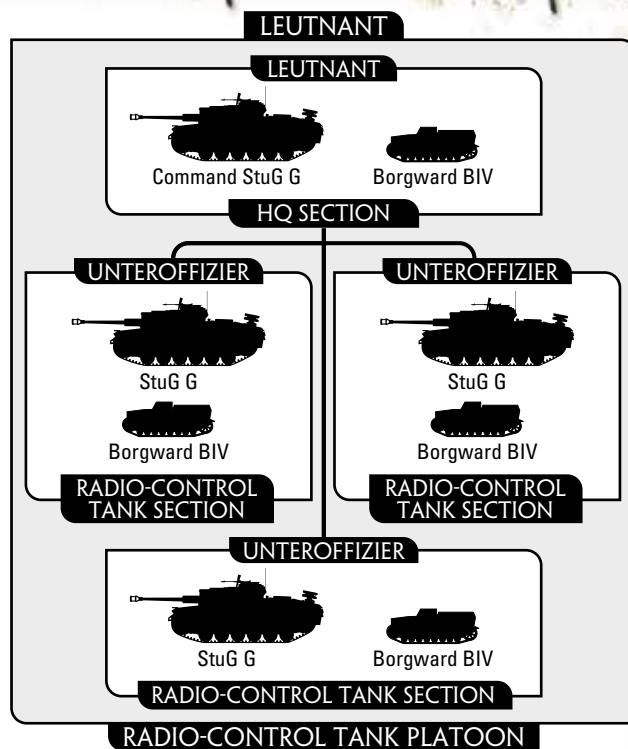 LEUTNANT
LEUTNANT
Command StuG G
Borgward BIV
HQ SECTION
UNTEROFFIZIER
StuG G
Borgward BIV
RADIO-CONTROL
TANK SECTION
UNTEROFFIZIER
StuG G
Borgward BIV
RADIO-CONTROL
TANK SECTION
UNTEROFFIZIER
StuG G
Borgward BIV
RADIO-CONTROL TANK SECTION
RADIO-CONTROL TANK PLATOON